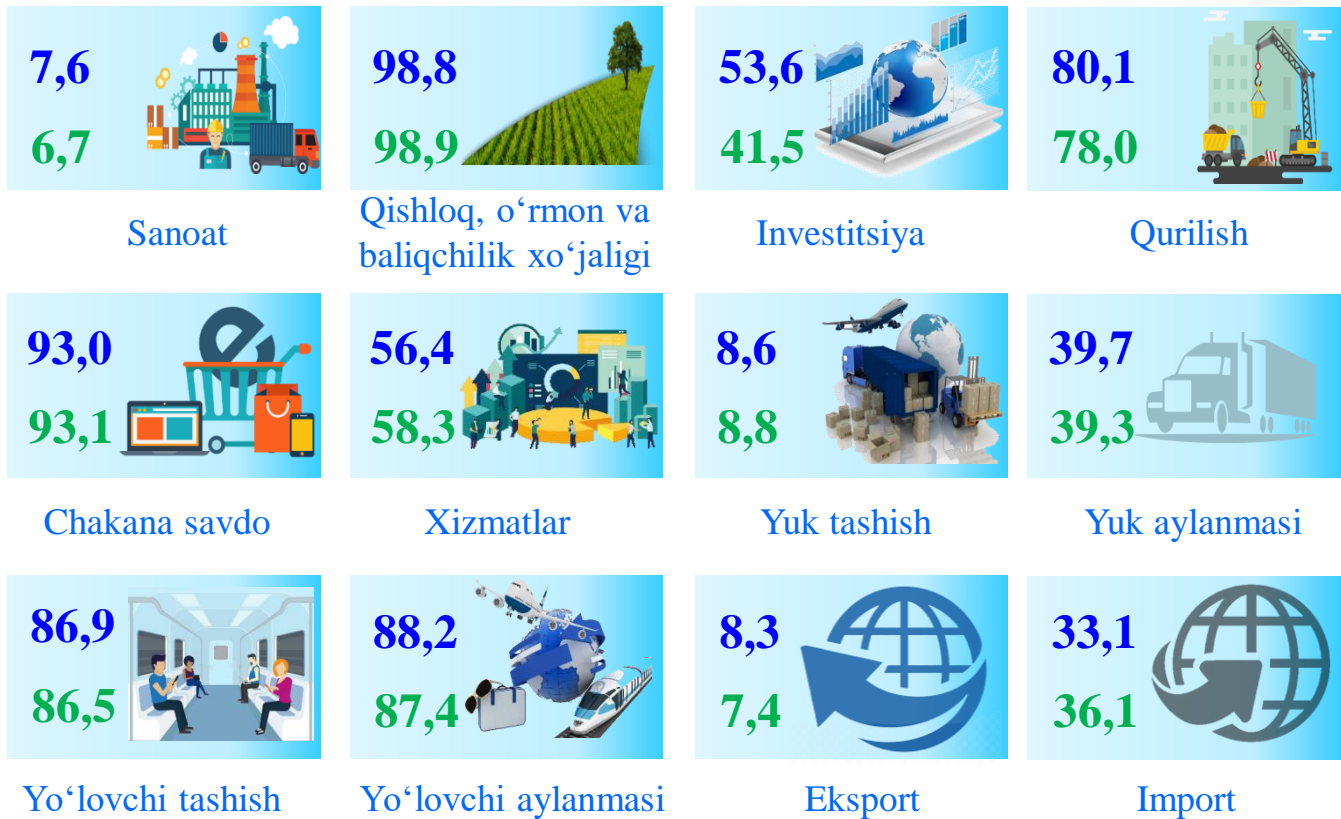 7,6
6,7
Sanoat
98,8
98,9
Qishloq, o‘rmon va
baliqchilik xo‘jaligi
53,6
41,5
Investitsiya
80,1
78,0
Qurilish
93,0
93,1
Chakana savdo
56,4
58,3
Xizmatlar
8,6
8,8
Yuk tashish
39,7
39,3
Yuk aylanmasi
86,9
86,5
Yo‘lovchi tashish
88,2
87,4
Yo‘lovchi aylanmasi
8,3
7,4
Eksport
33,1
36,1
Import